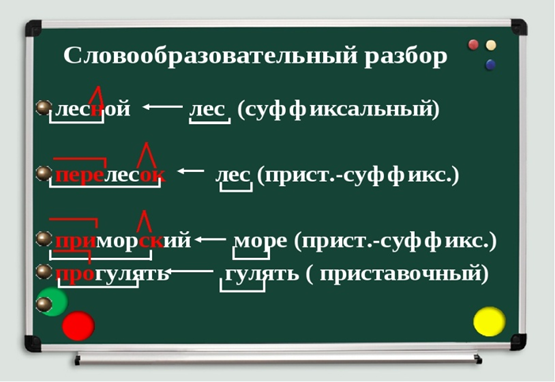 Словообразовательный разбор
лесной ← лес (суффиксальный)
перелесок ← лес (прист.-суффикс.)
приморский ← море (прист.-суффикс.)
прогулять ← гулять ( приставочный)